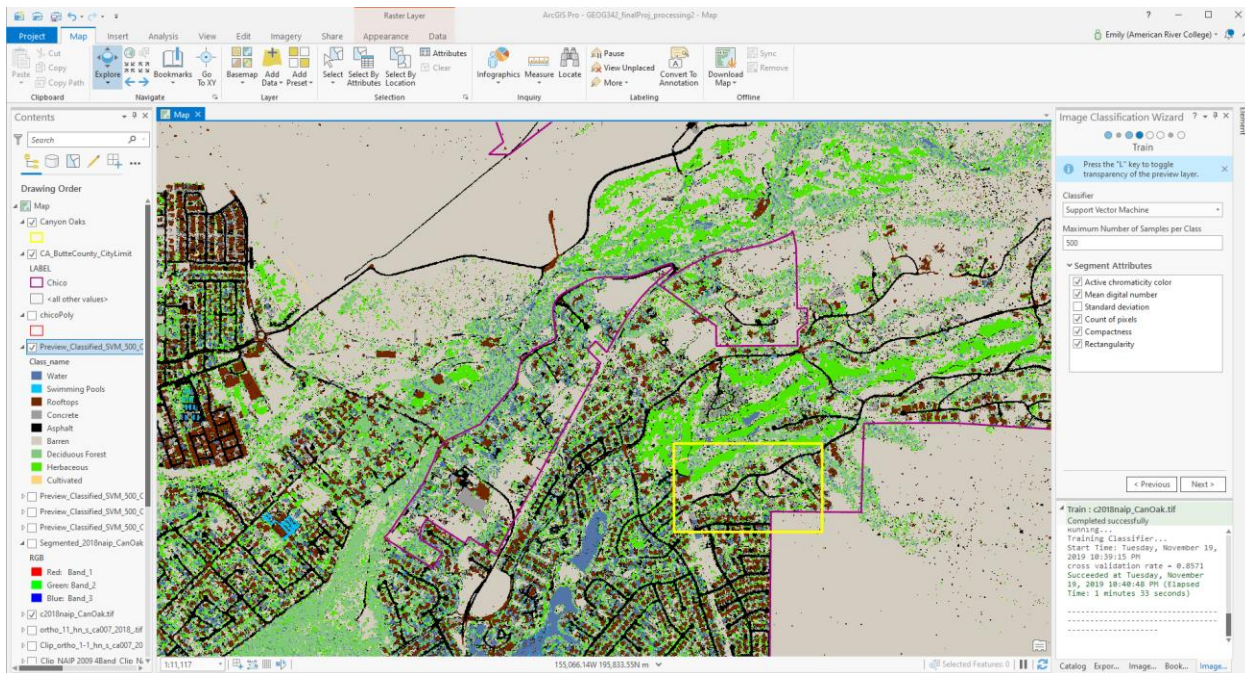 Raster Layer
ArcGIS Pro - GEOG342_finalProj_processing2 - Map
Project Map Insert Analysis View Edit Imagery Share Appearance Data
Emily (American River College)
Paste
Cut
Copy
Copy Path
Clipboard
Explore
Bookmarks
Go To XY
Navigate
Basemap
Add Data
Add Preset
Layer
Select
Select By Attributes
Select By Location
Attributes
Clear
Selection
Infographics
Measure
Locate
Inquiry
Pause
View Unplaced
More
Convert To Annotation
Labeling
Download Map
Sync
Remove
Offline
Contents
Search
Drawing Order
Map
Canyon Oaks
CA_ButteCounty_CityLimit
LABEL
Chico
<all other values>
chicoPoly
Preview_Classified_SVM_500_C
Class_name
Water
Swimming Pools
Rooftops
Concrete
Asphalt
Barren
Deciduous Forest
Herbaceous
Cultivated
Preview_Classified_SVM_500_C
Preview_Classified_SVM_500_C
Preview_Classified_SVM_500_C
Segmented_2018naip_CanOak
RGB
Red: Band_1
Green: Band_2
Blue: Band_3
c2018naip_CanOak.tif
ortho_11_hn_s_ca007_2018_.tif
Clip_ortho_1-1_hn_s_ca007_20
Clip_NAIP 2009 4Band_Clip_N
Map
1:11,117
155,066.14W 195,833.55N m
Selected Features: 0
Image Classification Wizard
Train
Press the "L" key to toggle
transparency of the preview layer.
Classifier
Support Vector Machine
Maximum Number of Samples per Class
500
Segment Attributes
Active chromaticity color
Mean digital number
Standard deviation
Count of pixels
Compactness
Rectangularity
< Previous Next >
Train : c2018naip_CanOak.tif
Completed successfully
Running...
Training Classifier...
Start Time: Tuesday, November 19,
2019 10:39:15 PM
cross validation rate = 0.8571
Succeeded at Tuesday, November
19, 2019 10:40:48 PM (Elapsed
Time: 1 minutes 33 seconds)
Catalog Expor... Image... Book... Image...
Element